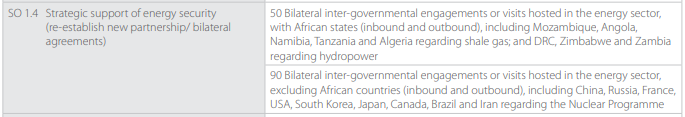 SO 1.4 Strategic support of energy security
(re-establish new partnership/ bilateral
agreements)
50 Bilateral inter-governmental engagements or visits hosted in the energy sector,
with African states (inbound and outbound), including Mozambique, Angola,
Namibia, Tanzania and Algeria regarding shale gas; and DRC, Zimbabwe and Zambia
regarding hydropower
90 Bilateral inter-governmental engagements or visits hosted in the energy sector,
excluding African countries (inbound and outbound), including China, Russia, France,
USA, South Korea, Japan, Canada, Brazil and Iran regarding the Nuclear Programme